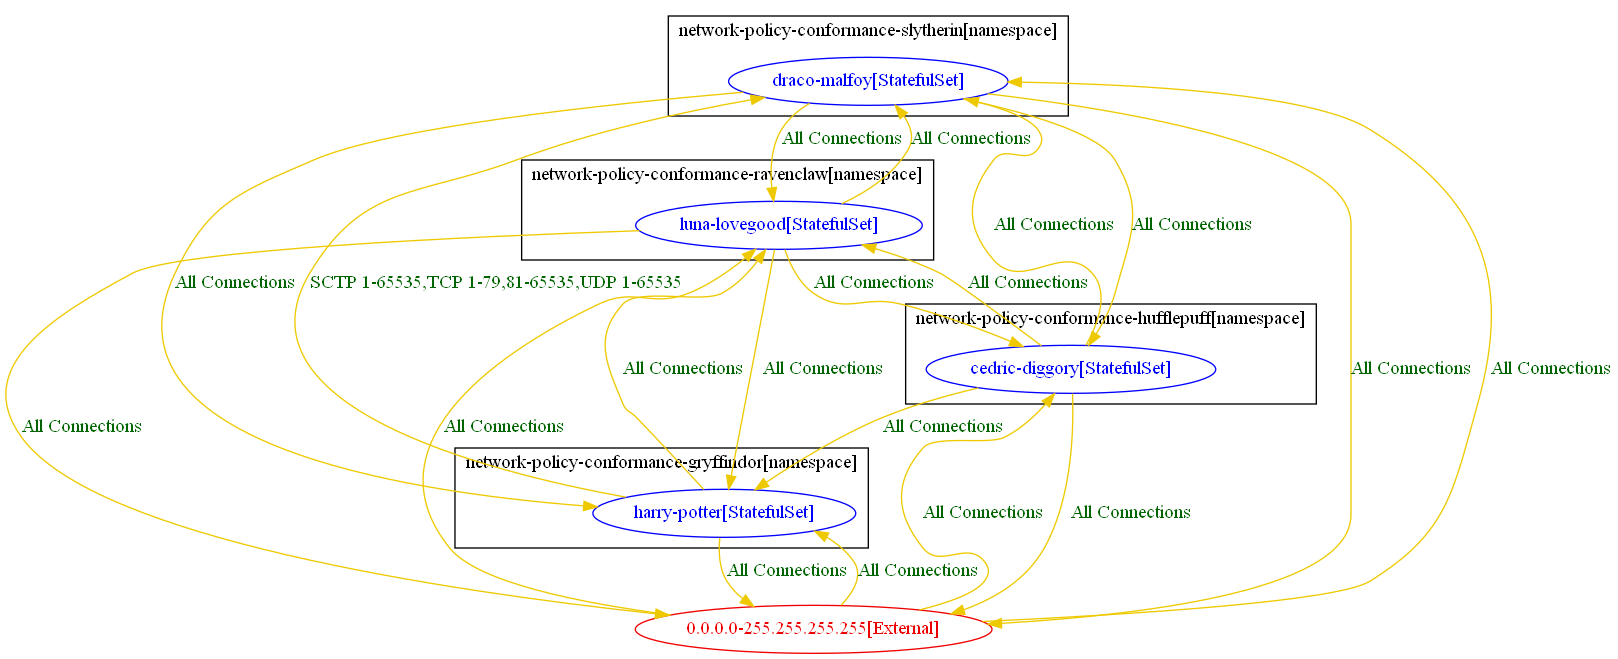 network-policy-conformance-slytherin[namespace]
draco-malfoy[StatefulSet]
All Connections
All Connections
network-policy-conformance-ravenclaw[namespace]
luna-lovegood[StatefulSet]
All Connections
All Connections
All Connections
SCTP 1-65535,TCP 1-79,81-65535,UDP 1-65535
All Connections
All Connections
network-policy-conformance-hufflepuff[namespace]
cedric-diggory[StatefulSet]
All Connections
All Connections
All Connections
All Connections
All Connections
All Connections
All Connections
network-policy-conformance-gryffindor[namespace]
harry-potter[StatefulSet]
All Connections
All Connections
All Connections
All Connections
0.0.0.0-255.255.255.255[External]